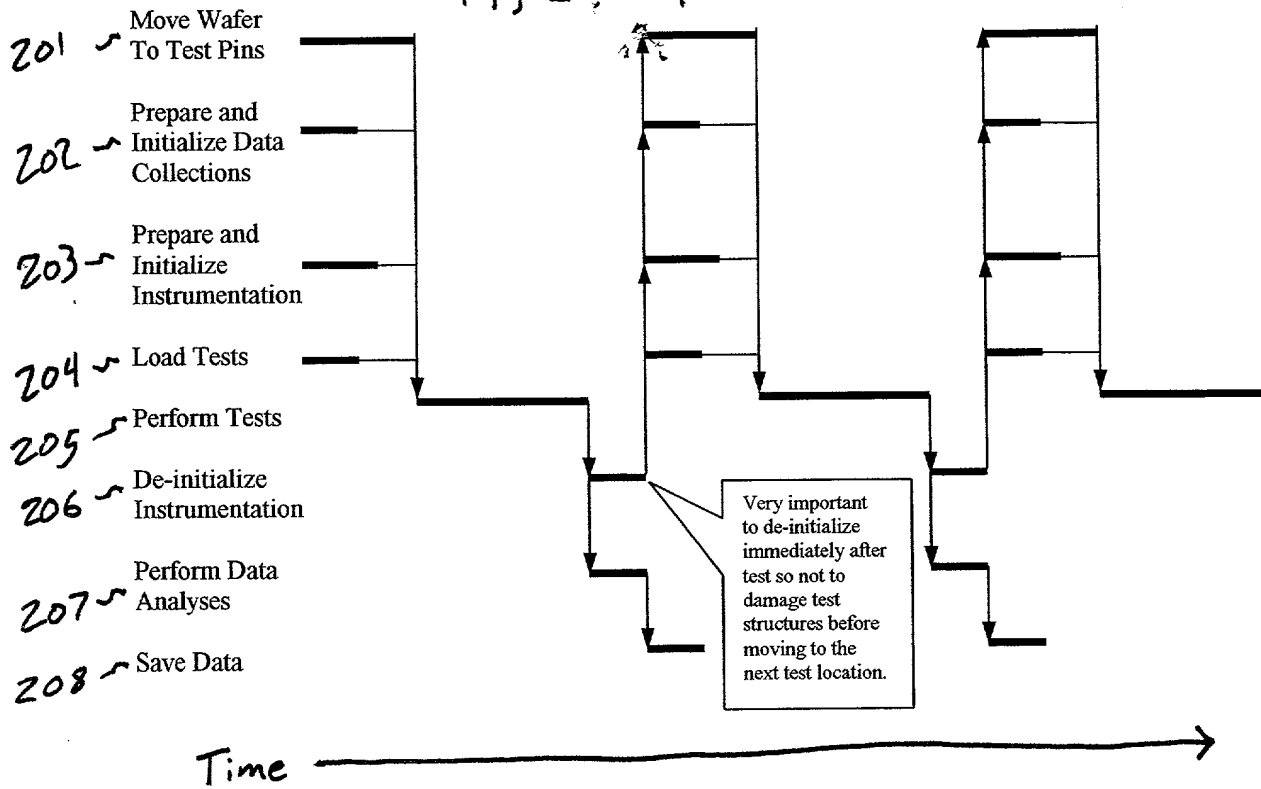 201 Move Wafer
To Test Pins
202 Prepare and
Initialize Data
Collections
203 Prepare and
Initialize
Instrumentation
204 Load Tests
205 Perform Tests
206 De-initialize
Instrumentation
207 Perform Data
Analyses
208 Save Data
Very important
to de-initialize
immediately after
test so not to
damage test
structures before
moving to the
next test location.
Time